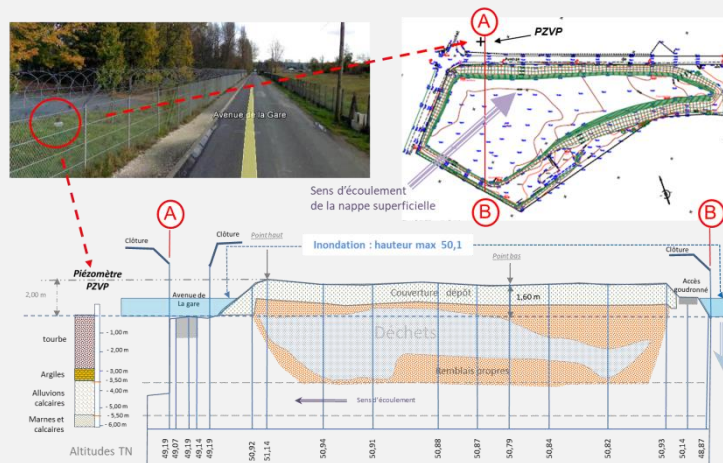 Avenue de la Gare
A
PZVP
B
Sens d'écoulement
de la nappe superficielle
A
B
Clôture
Clôture
Point haut
Inondation : hauteur max 50,1
Point bas
Clôture
Piézomètre
PZVP
2,00 m
Avenue de
La gare
Couverture dépôt
1,60 m
Accès
goudronné
Déchets
Remblais propres
tourbe
Argiles
Alluvions
calcaires
Marnes et
calcaires
-1,00 m
-2,00 m
-3,00 m
-3,50 m
-5,00 m
-5,50 m
-6,00 m
Sens d'écoulement
Altitudes TN
49,19
49,07
49,19
49,14
49,19
50,92
51,14
50,94
50,91
50,88
50,87
50,79
50,84
50,82
50,93
50,14
48,87